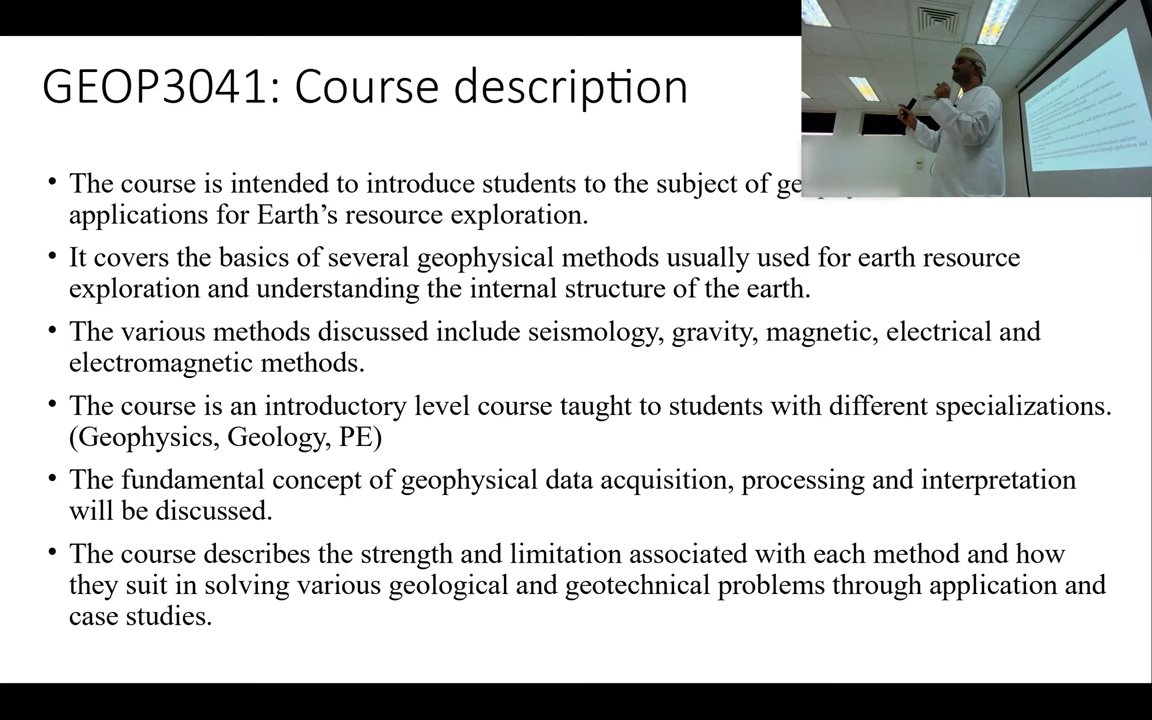 GEOP3041: Course description
• The course is intended to introduce students to the subject of
applications for Earth’s resource exploration.
• It covers the basics of several geophysical methods usually used for earth resource
exploration and understanding the internal structure of the earth.
• The various methods discussed include seismology, gravity, magnetic, electrical and
electromagnetic methods.
• The course is an introductory level course taught to students with different specializations.
(Geophysics, Geology, PE)
• The fundamental concept of geophysical data acquisition, processing and interpretation
will be discussed.
• The course describes the strength and limitation associated with each method and how
they suit in solving various geological and geotechnical problems through application and
case studies.